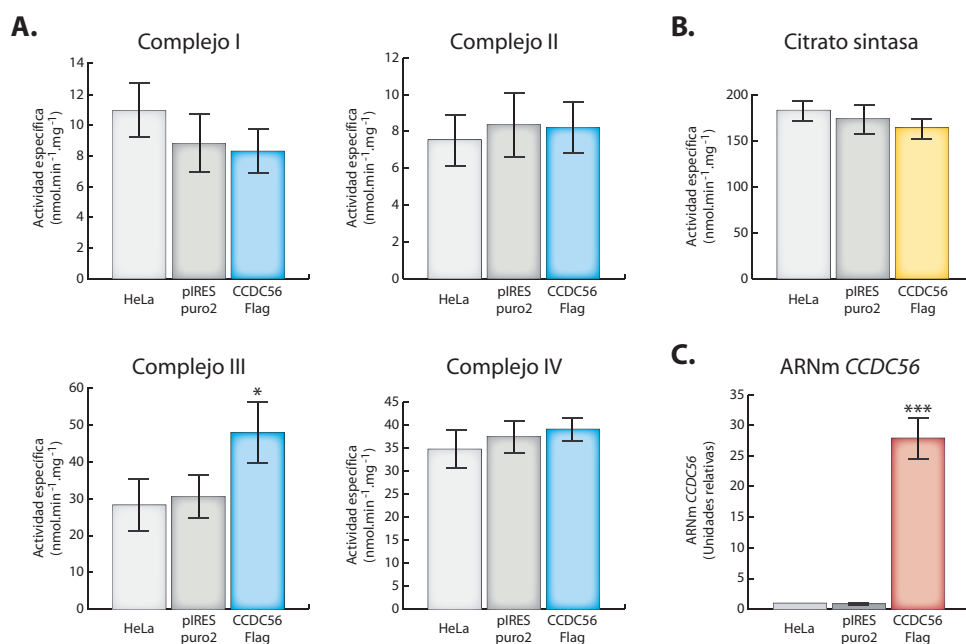 A.
Complejo I
Actividad específica
(nmol.min⁻¹.mg⁻¹)
14
12
10
8
6
4
2
0
HeLa
pIRES
puro2
CCDC56
Flag
Complejo II
Actividad específica
(nmol.min⁻¹.mg⁻¹)
12
10
8
6
4
2
0
HeLa
pIRES
puro2
CCDC56
Flag
B.
Citrato sintasa
Actividad específica
(nmol.min⁻¹.mg⁻¹)
200
150
100
50
0
HeLa
pIRES
puro2
CCDC56
Flag
Complejo III
Actividad específica
(nmol.min⁻¹.mg⁻¹)
60
50
40
30
20
10
0
*
HeLa
pIRES
puro2
CCDC56
Flag
Complejo IV
Actividad específica
(nmol.min⁻¹.mg⁻¹)
45
40
35
30
25
20
15
10
5
0
HeLa
pIRES
puro2
CCDC56
Flag
C.
ARNm CCDC56
ARNm CCDC56
(Unidades relativas)
35
30
25
20
15
10
5
0
***
HeLa
pIRES
puro2
CCDC56
Flag